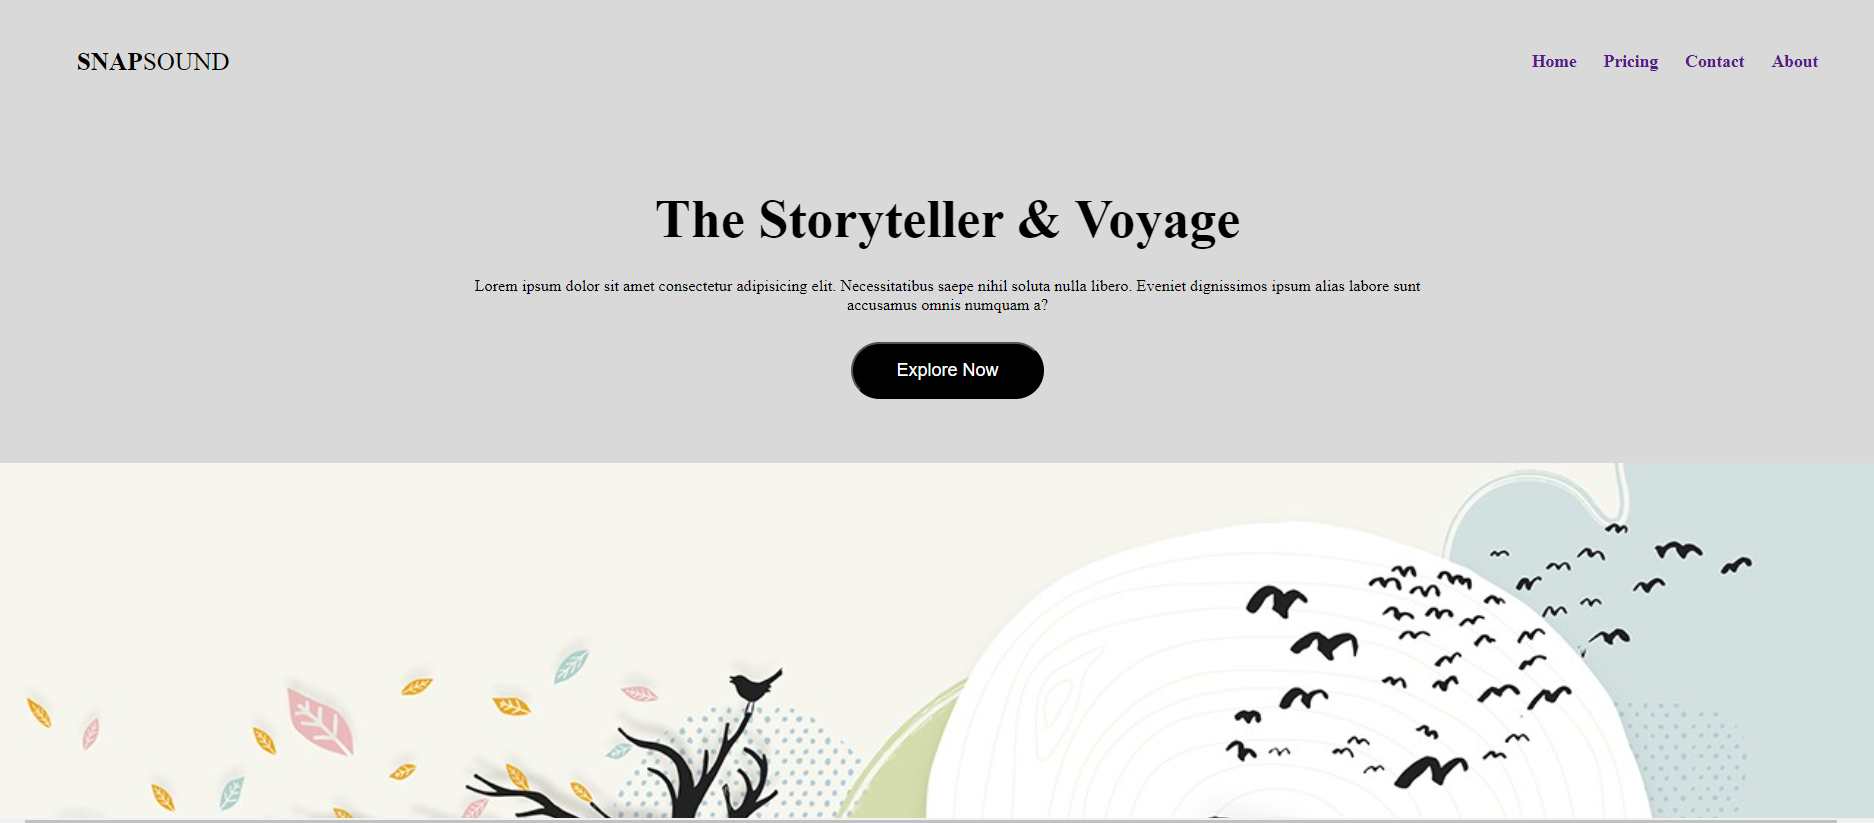 SNAPSOUND
Home Pricing Contact About
The Storyteller & Voyage
Lorem ipsum dolor sit amet consectetur adipisicing elit. Necessitatibus saepe nihil soluta nulla libero. Eveniet dignissimos ipsum alias labore sunt
accusamus omnis numquam a?
Explore Now